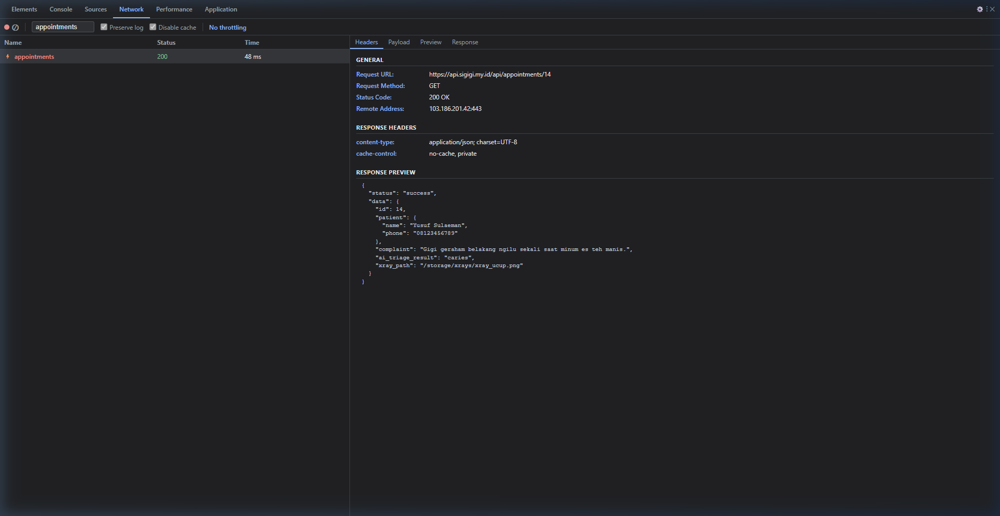 Elements Console Sources Network Performance Application
appointments Preserve log Disable cache No throttling
Name Status Time
appointments 200 48 ms
Headers Payload Preview Response
GENERAL
Request URL: https://api.sigigi.my.id/api/appointments/14
Request Method: GET
Status Code: 200 OK
Remote Address: 103.186.201.42:443
RESPONSE HEADERS
content-type: application/json; charset=UTF-8
cache-control: no-cache, private
RESPONSE PREVIEW
{
"status": "success",
"data": {
"id": 14,
"patient": {
"name": "Yusuf Sulaeman",
"phone": "08123456789"
},
"complaint": "Gigi geraham belakang ngilu sekali saat minum es teh manis.",
"ai_triage_result": "caries",
"xray_path": "/storage/xrays/xray_ucup.png"
}
}